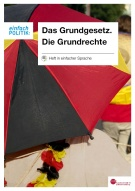 einfach
POLITIK:
Das Grundgesetz.
Die Grundrechte
Heft in einfacher Sprache